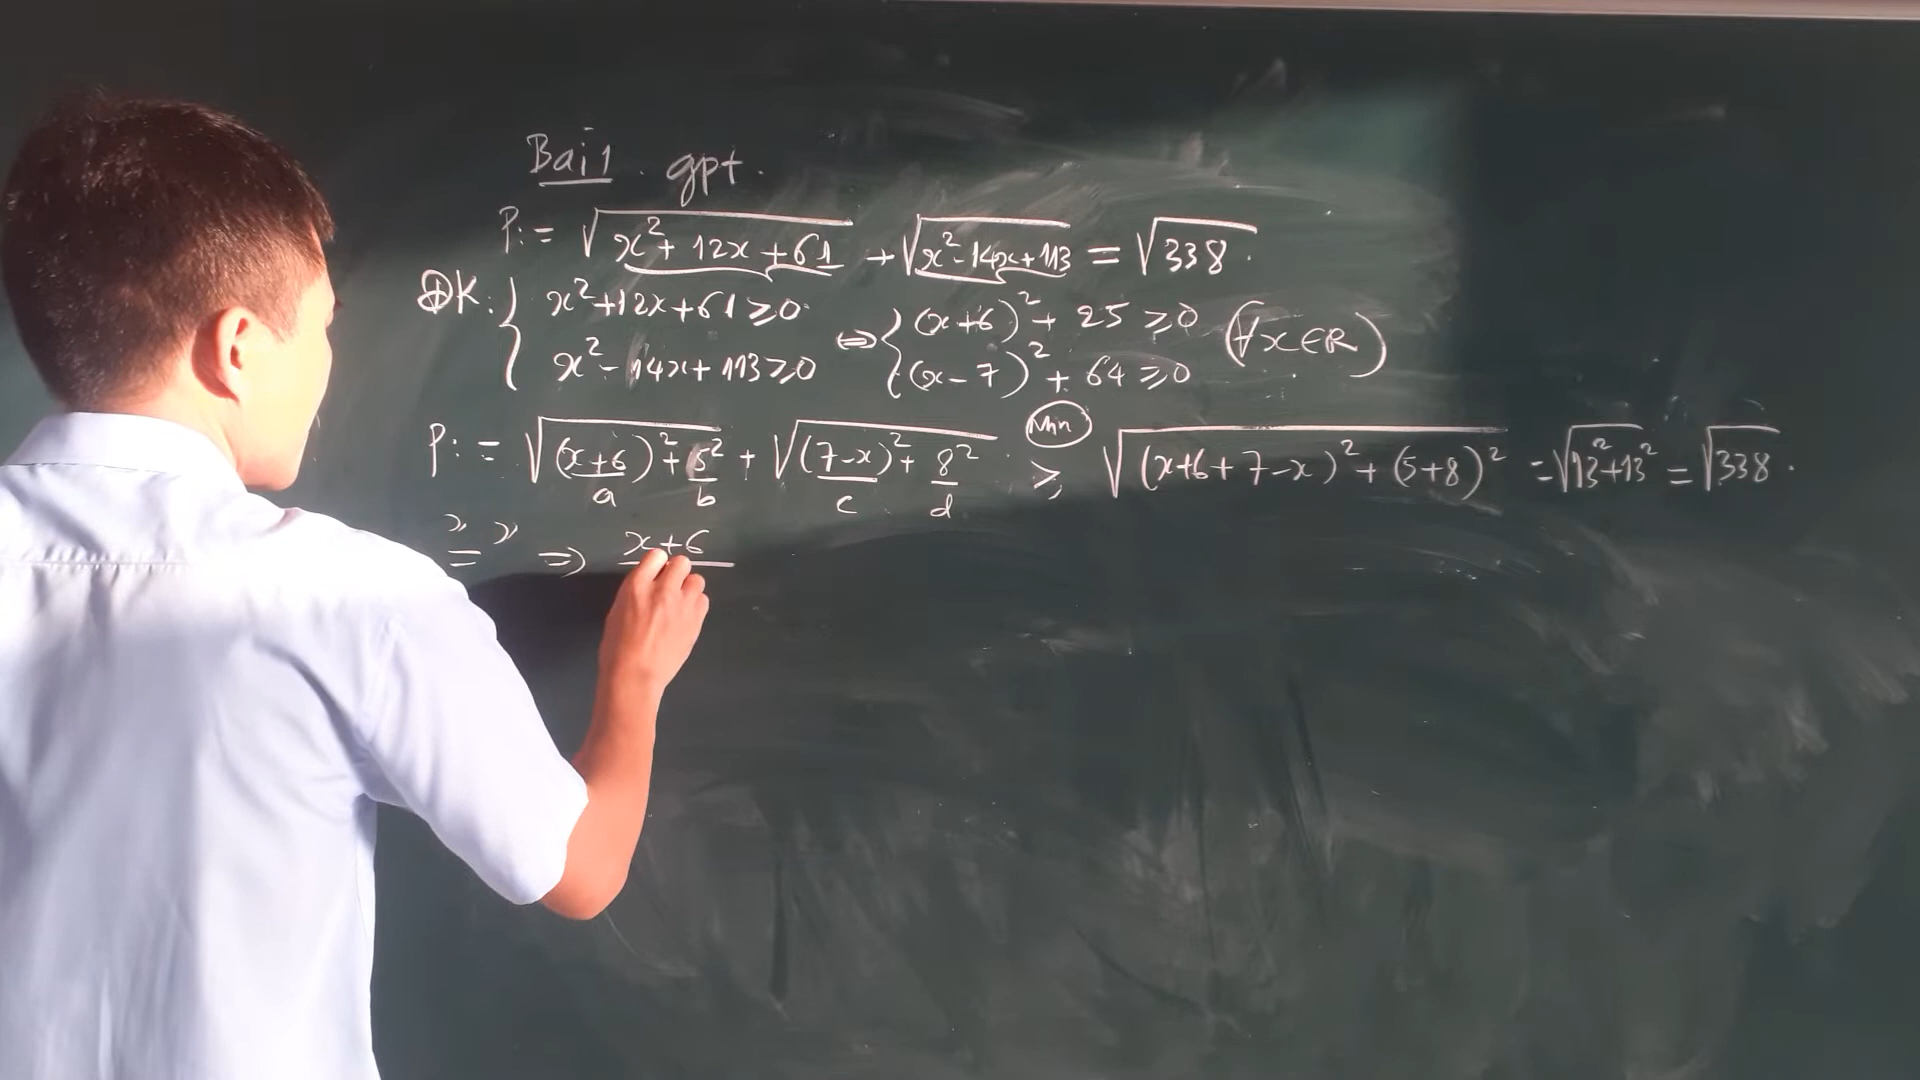 Bài 1. gpt.
P: = √(x² + 12x + 61) + √(x² - 14x + 113) = √338.
ĐK: { x² + 12x + 61 ≥ 0 ⇔ { (x+6)² + 25 ≥ 0 (∀x∈R)
x² - 14x + 113 ≥ 0 (x-7)² + 64 ≥ 0
P: = √((x+6)² + 5²) + √((7-x)² + 8²) ≥ √((x+6+7-x)² + (5+8)²) = √(13²+13²) = √338.
a b c d Min
"=" ⇒ x+6